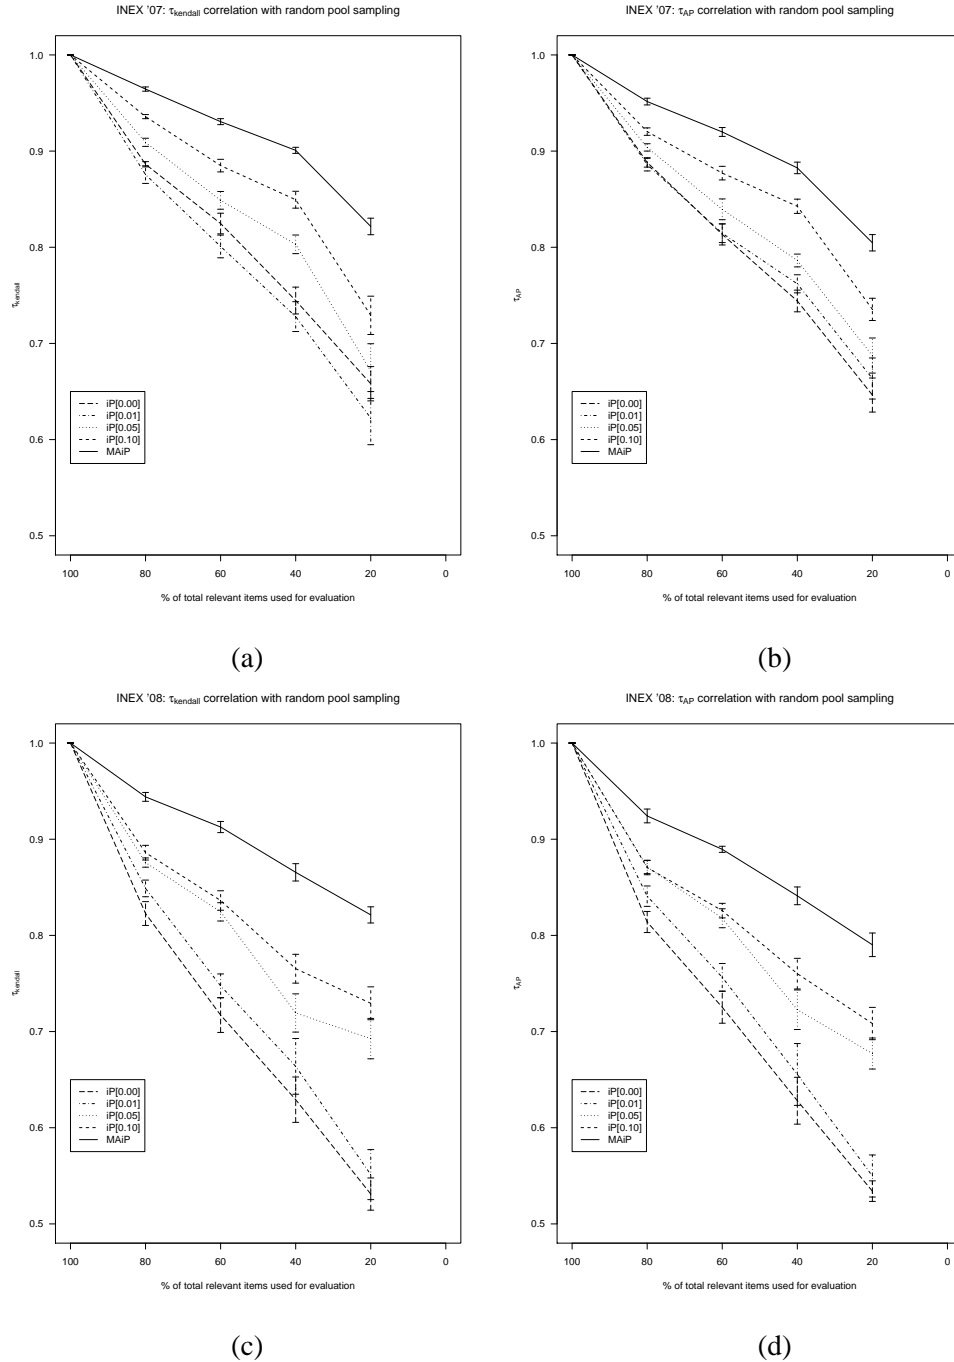 INEX '07: τkendall correlation with random pool sampling
1.0
0.9
0.8
0.7
0.6
0.5
τkendall
iP[0.00]
iP[0.01]
iP[0.05]
iP[0.10]
MAiP
100 80 60 40 20 0
% of total relevant items used for evaluation
(a)
INEX '07: τAP correlation with random pool sampling
1.0
0.9
0.8
0.7
0.6
0.5
τAP
iP[0.00]
iP[0.01]
iP[0.05]
iP[0.10]
MAiP
100 80 60 40 20 0
% of total relevant items used for evaluation
(b)
INEX '08: τkendall correlation with random pool sampling
1.0
0.9
0.8
0.7
0.6
0.5
τkendall
iP[0.00]
iP[0.01]
iP[0.05]
iP[0.10]
MAiP
100 80 60 40 20 0
% of total relevant items used for evaluation
(c)
INEX '08: τAP correlation with random pool sampling
1.0
0.9
0.8
0.7
0.6
0.5
τAP
iP[0.00]
iP[0.01]
iP[0.05]
iP[0.10]
MAiP
100 80 60 40 20 0
% of total relevant items used for evaluation
(d)